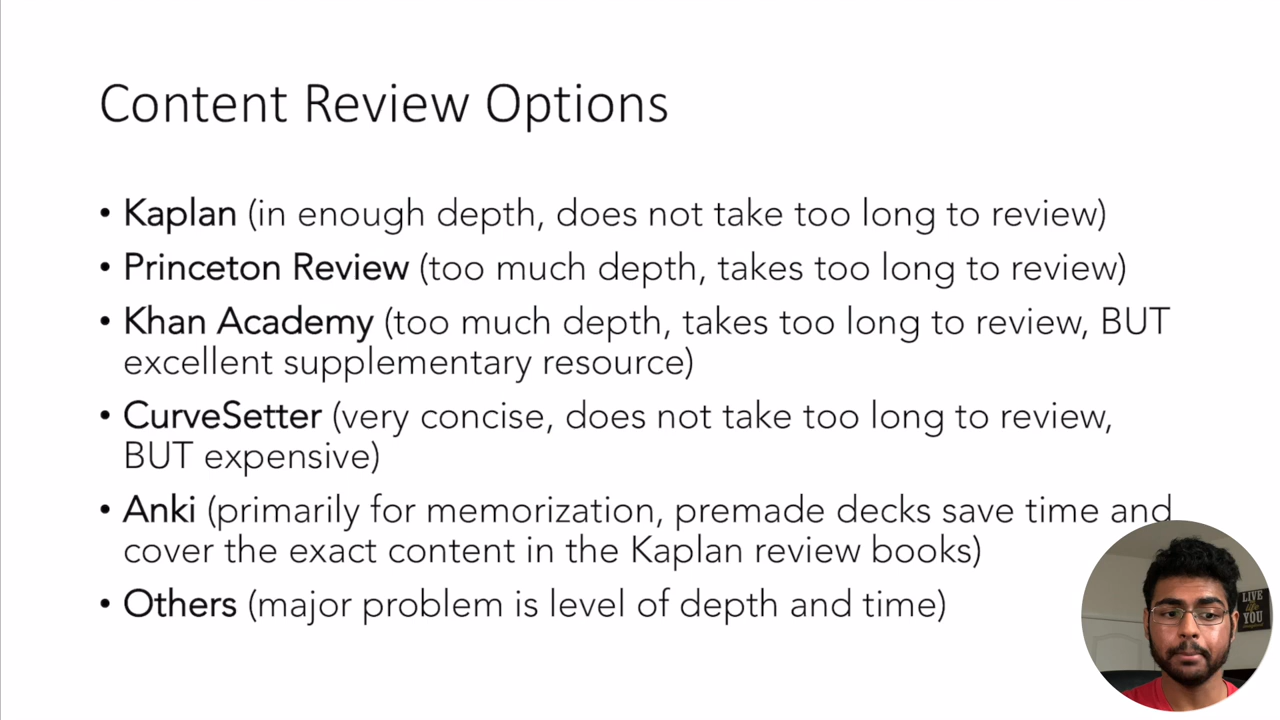 Content Review Options
• Kaplan (in enough depth, does not take too long to review)
• Princeton Review (too much depth, takes too long to review)
• Khan Academy (too much depth, takes too long to review, BUT
excellent supplementary resource)
• CurveSetter (very concise, does not take too long to review,
BUT expensive)
• Anki (primarily for memorization, premade decks save time and
cover the exact content in the Kaplan review books)
• Others (major problem is level of depth and time)
LIVE
life
YOU